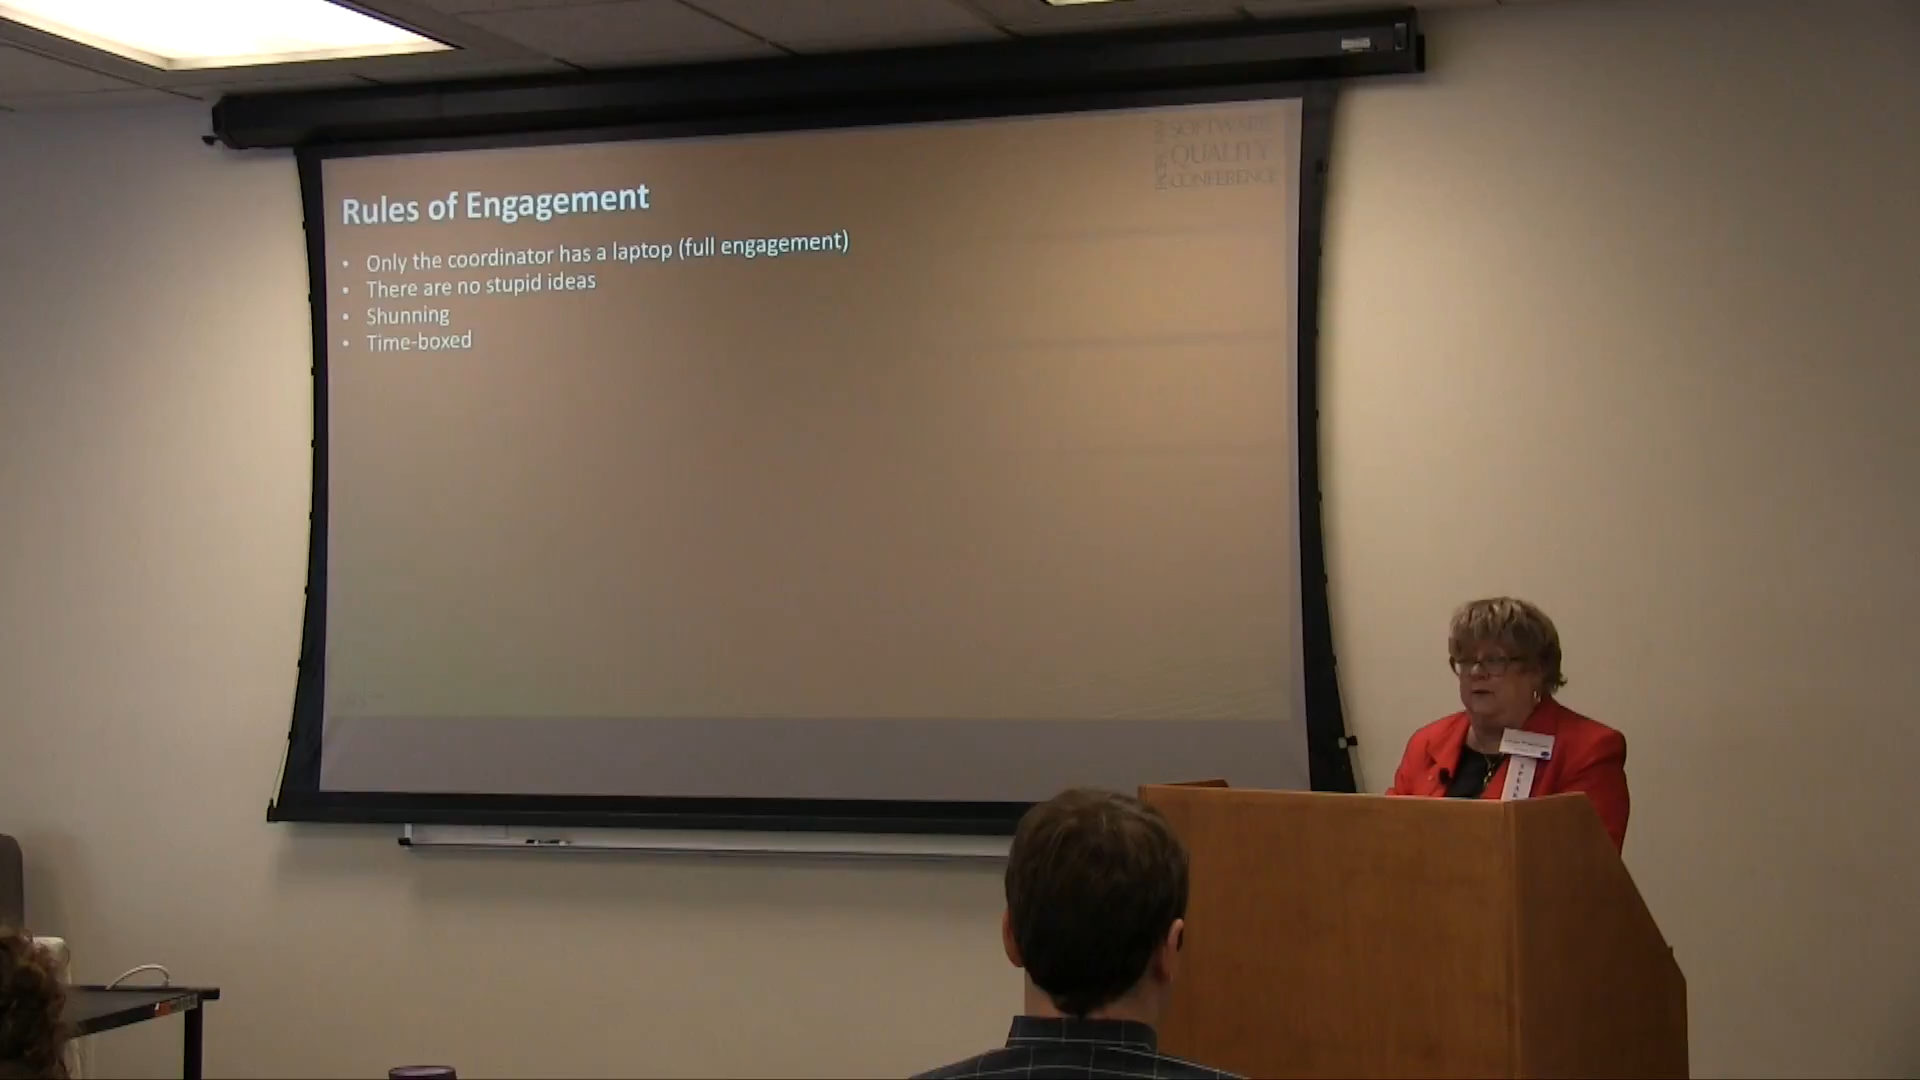 SOFTWARE
QUALITY
CONFERENCE
Rules of Engagement
• Only the coordinator has a laptop (full engagement)
• There are no stupid ideas
• Shunning
• Time-boxed